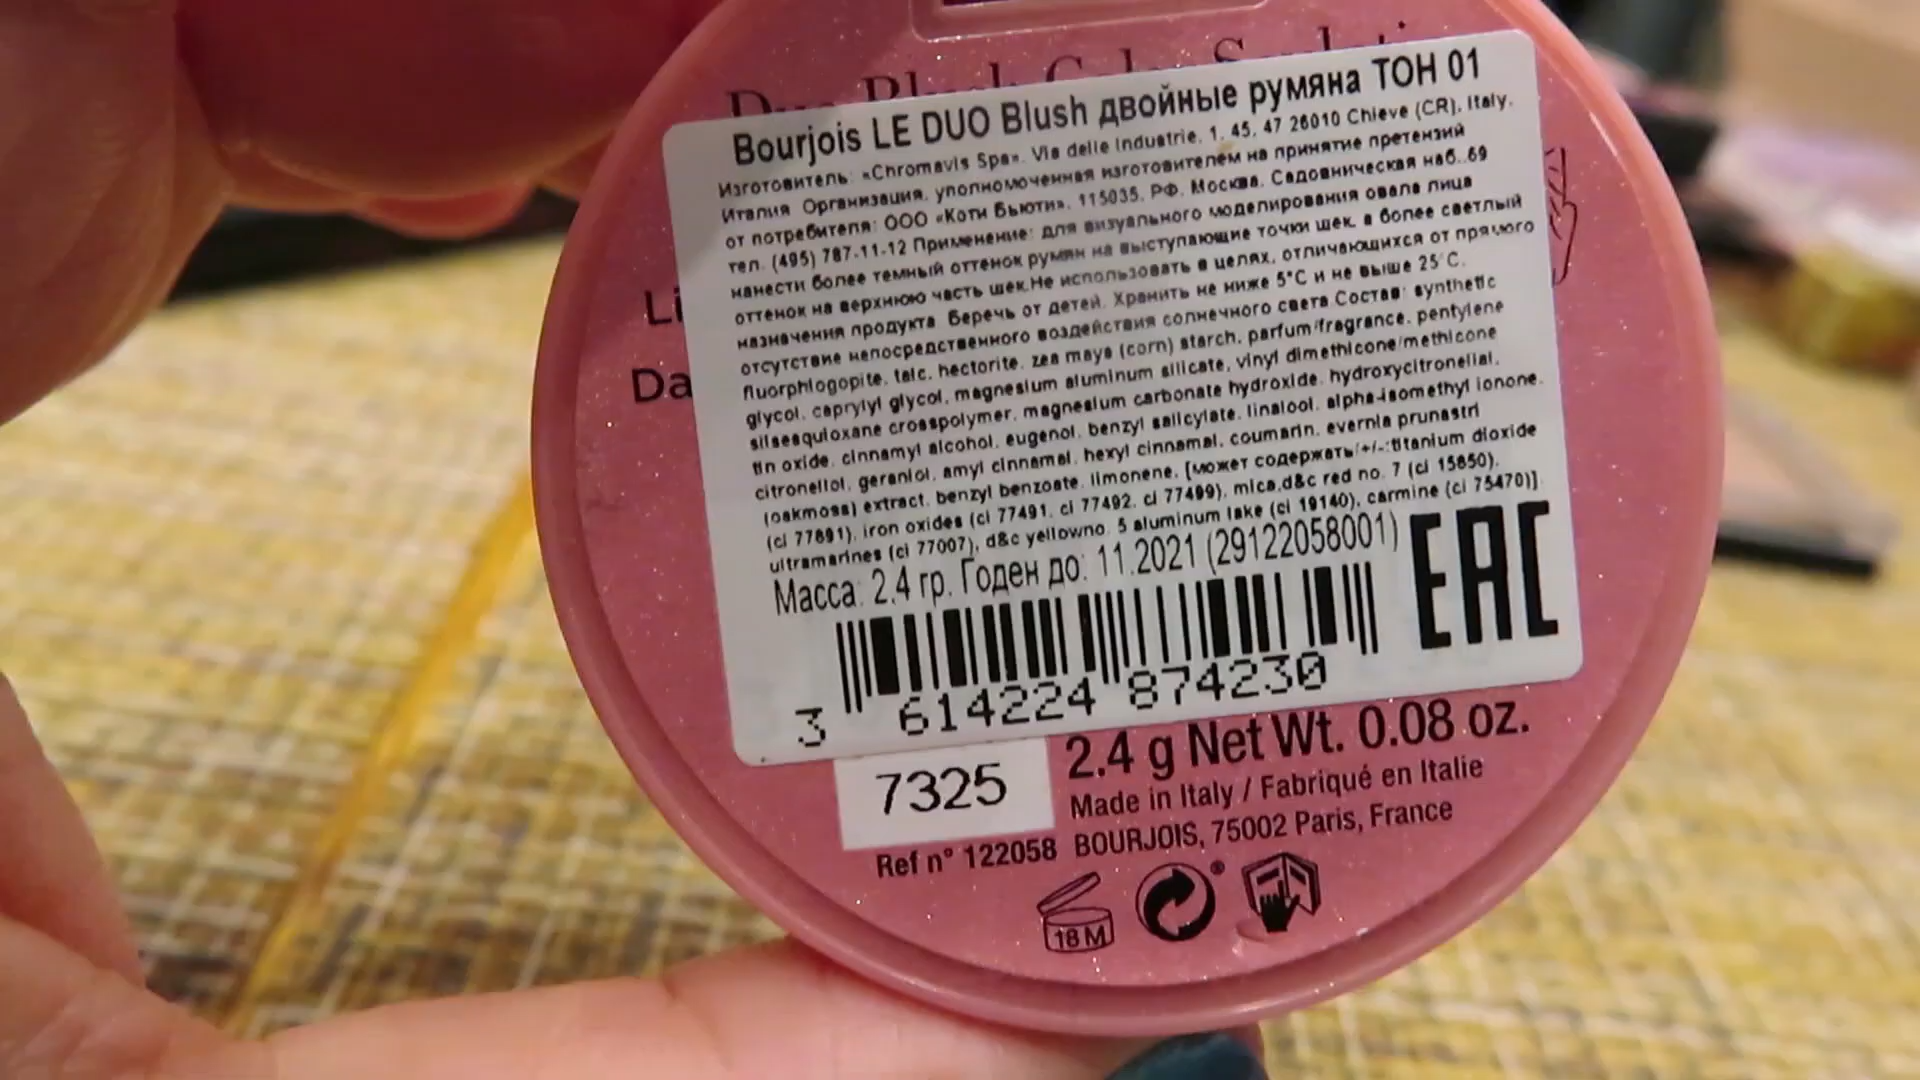 Duo Blush Color Sculpting
Bourjois LE DUO Blush двойные румяна ТОН 01
Изготовитель: «Chromavis Spa». Via delle Industrie, 1, 45, 47 26010 Chieve (CR), Italy,
Италия Организация, уполномоченная изготовителем на принятие претензий
от потребителя: ООО «Коти Бьюти», 115035, РФ, Москва, Садовническая наб.,69
тел. (495) 787-11-12 Применение: для визуального моделирования овала лица
нанести более темный оттенок румян на выступающие точки щек, а более светлый
оттенок на верхнюю часть щек.Не использовать в целях, отличающихся от прямого
назначения продукта Беречь от детей. Хранить не ниже 5°С и не выше 25°С,
отсутствие непосредственного воздействия солнечного света Состав: synthetic
fluorphlogopite, talc, hectorite, zea mays (corn) starch, parfum/fragrance, pentylene
glycol, caprylyl glycol, magnesium aluminum silicate, vinyl dimethicone/methicone
silsesquioxane crosspolymer, magnesium carbonate hydroxide, hydroxycitronellal,
tin oxide, cinnamyl alcohol, eugenol, benzyl salicylate, linalool, alpha-isomethyl ionone,
citronellol, geraniol, amyl cinnamal, hexyl cinnamal, coumarin, evernia prunastri
(oakmoss) extract, benzyl benzoate, limonene, [может содержать/+/-:titanium dioxide
(ci 77891), iron oxides (ci 77491, ci 77492, ci 77499), mica,d&c red no. 7 (ci 15850),
ultramarines (ci 77007), d&c yellowno. 5 aluminum lake (ci 19140), carmine (ci 75470)]
Масса: 2.4 гр. Годен до: 11.2021 (29122058001)
EAC
3 614224 874230
Li
Da
2.4 g Net Wt. 0.08 oz.
7325
Made in Italy / Fabriqué en Italie
Ref n° 122058 BOURJOIS, 75002 Paris, France
18 M